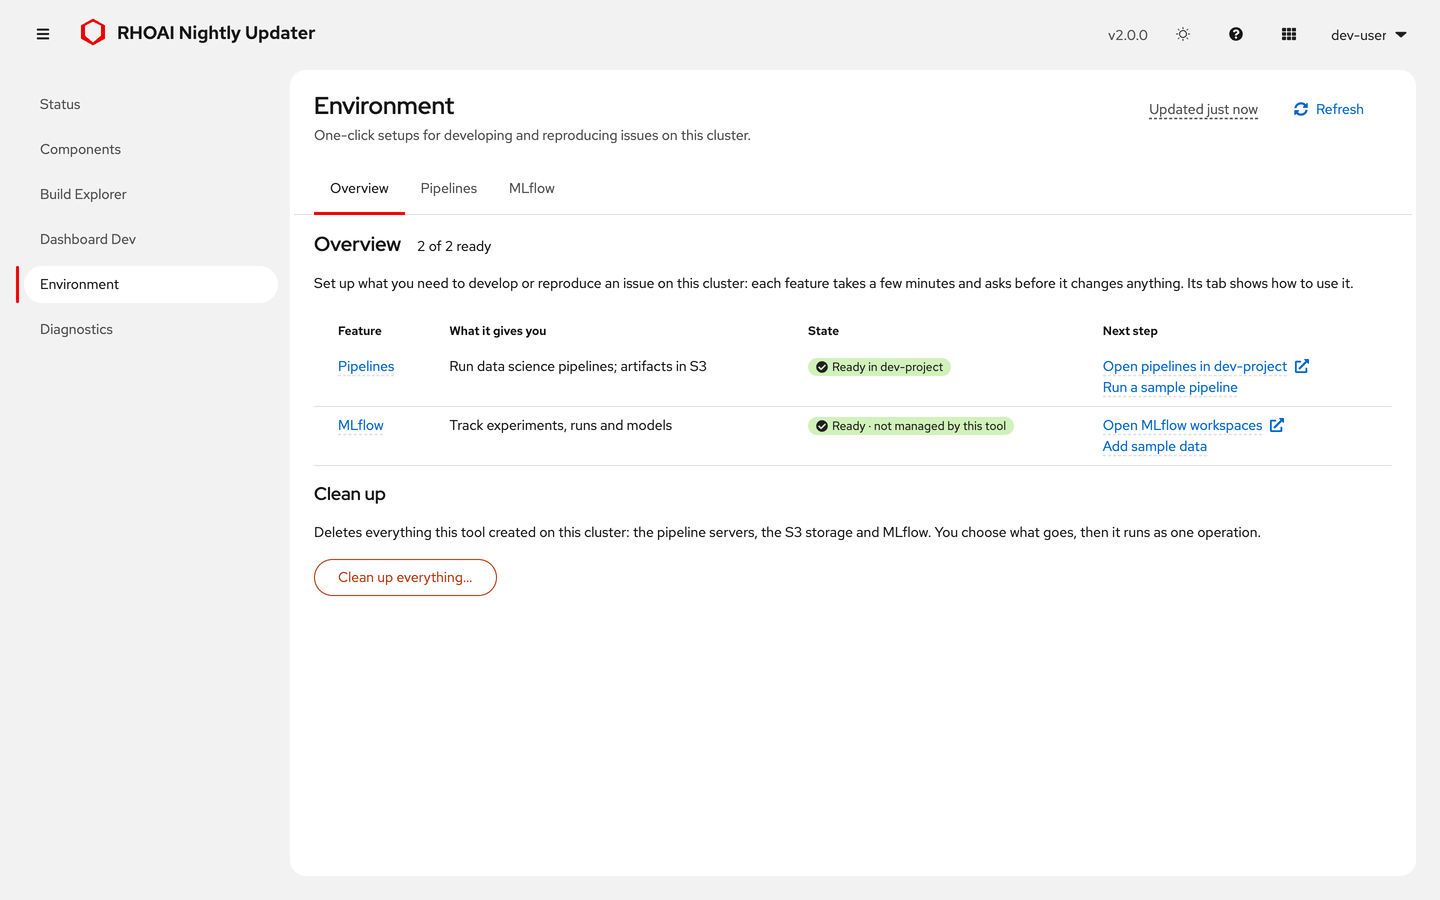 RHOAI Nightly Updater
v2.0.0
dev-user
Status
Components
Build Explorer
Dashboard Dev
Environment
Diagnostics
Environment
One-click setups for developing and reproducing issues on this cluster.
Updated just now
Refresh
Overview
Pipelines
MLflow
Overview 2 of 2 ready
Set up what you need to develop or reproduce an issue on this cluster: each feature takes a few minutes and asks before it changes anything. Its tab shows how to use it.
Feature What it gives you State Next step
Pipelines Run data science pipelines; artifacts in S3 Ready in dev-project Open pipelines in dev-project
Run a sample pipeline
MLflow Track experiments, runs and models Ready · not managed by this tool Open MLflow workspaces
Add sample data
Clean up
Deletes everything this tool created on this cluster: the pipeline servers, the S3 storage and MLflow. You choose what goes, then it runs as one operation.
Clean up everything...